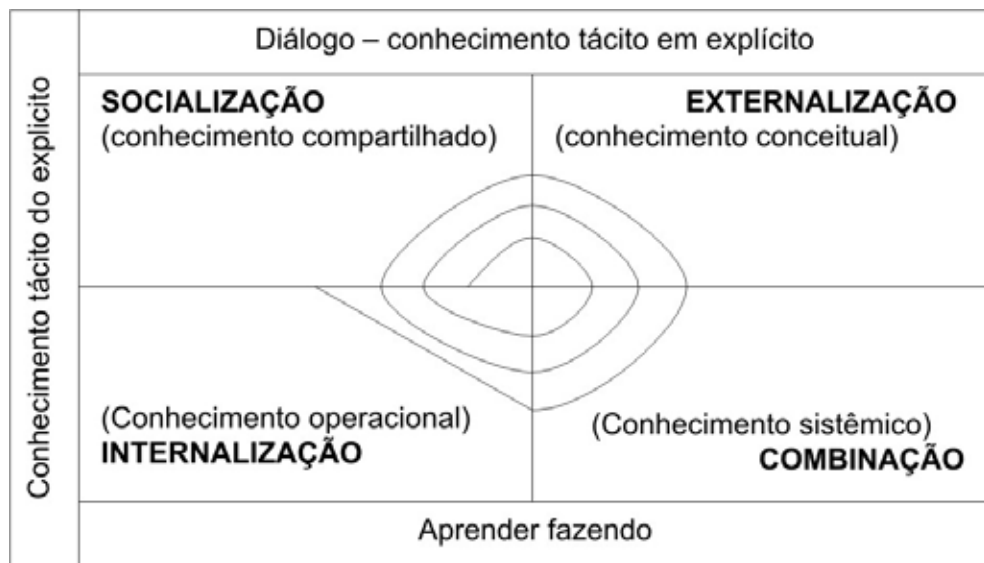 Diálogo – conhecimento tácito em explícito
Conhecimento tácito do explicito
SOCIALIZAÇÃO
(conhecimento compartilhado)
EXTERNALIZAÇÃO
(conhecimento conceitual)
(Conhecimento operacional)
INTERNALIZAÇÃO
(Conhecimento sistêmico)
COMBINAÇÃO
Aprender fazendo